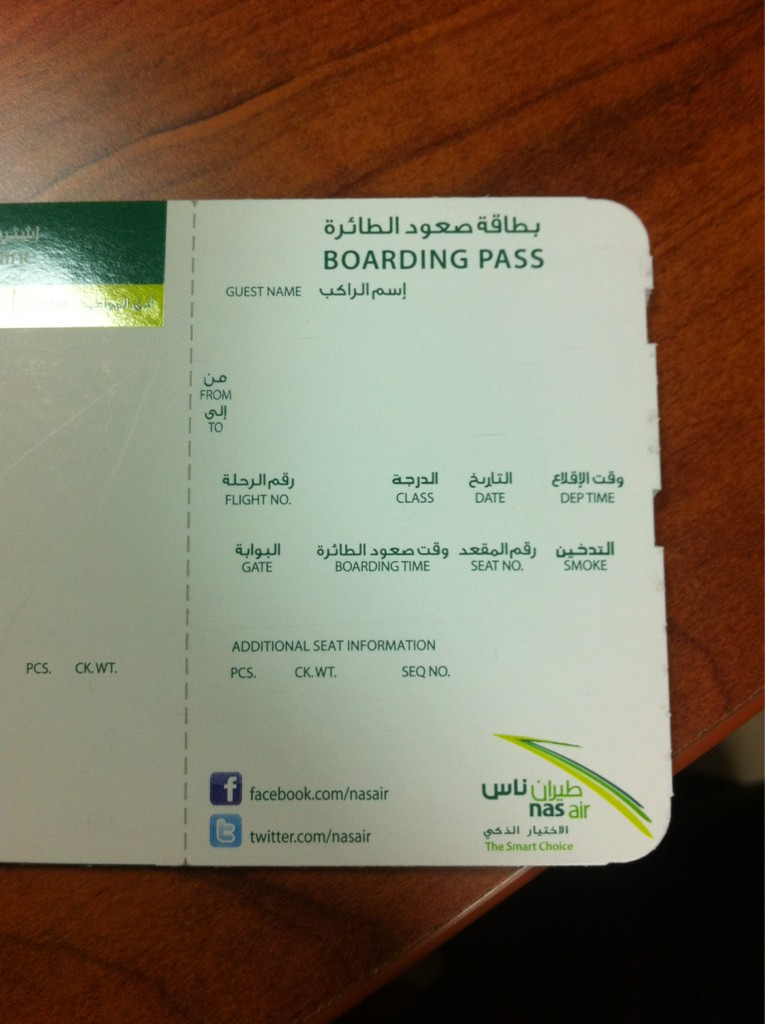 بطاقة صعود الطائرة
BOARDING PASS
GUEST NAME إسم الراكب
من
FROM
إلى
TO
رقم الرحلة الدرجة التاريخ وقت الإقلاع
FLIGHT NO. CLASS DATE DEP TIME
البوابة وقت صعود الطائرة رقم المقعد التدخين
GATE BOARDING TIME SEAT NO. SMOKE
ADDITIONAL SEAT INFORMATION
PCS. CK.WT. PCS. CK.WT. SEQ NO.
facebook.com/nasair
twitter.com/nasair
طيران ناس
nas air
الاختيار الذكي
The Smart Choice